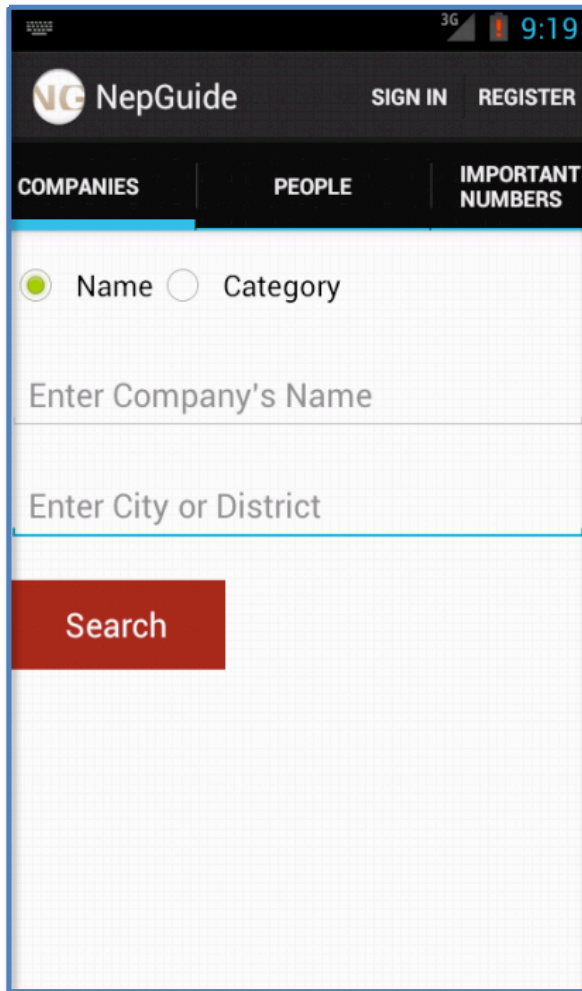 3G 9:19
NG NepGuide SIGN IN REGISTER
COMPANIES PEOPLE IMPORTANT
NUMBERS
Name Category
Enter Company's Name
Enter City or District
Search